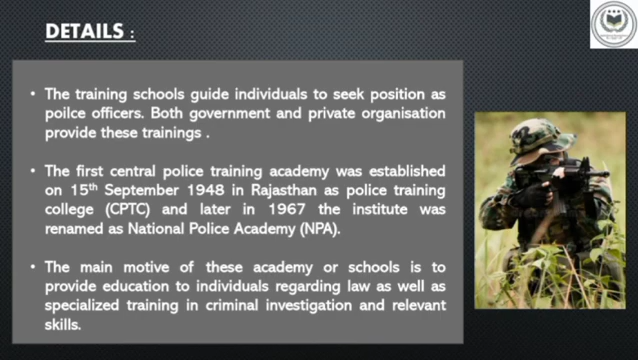 DETAILS :
• The training schools guide individuals to seek position as
poilce officers. Both government and private organisation
provide these trainings .
• The first central police training academy was established
on 15th September 1948 in Rajasthan as police training
college (CPTC) and later in 1967 the institute was
renamed as National Police Academy (NPA).
• The main motive of these academy or schools is to
provide education to individuals regarding law as well as
specialized training in criminal investigation and relevant
skills.